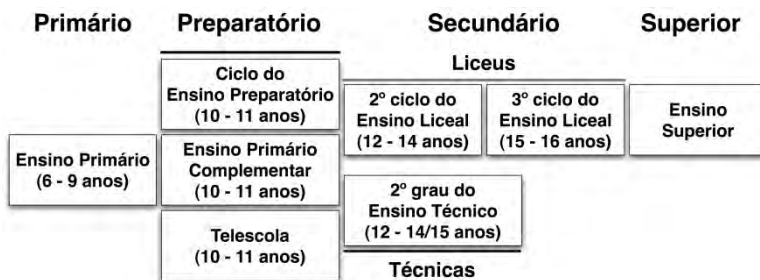 Primário
Preparatório
Secundário
Superior
Liceus
Ciclo do
Ensino Preparatório
(10 - 11 anos)
2º ciclo do
Ensino Liceal
(12 - 14 anos)
3º ciclo do
Ensino Liceal
(15 - 16 anos)
Ensino
Superior
Ensino Primário
(6 - 9 anos)
Ensino Primário
Complementar
(10 - 11 anos)
2º grau do
Ensino Técnico
(12 - 14/15 anos)
Telescola
(10 - 11 anos)
Técnicas